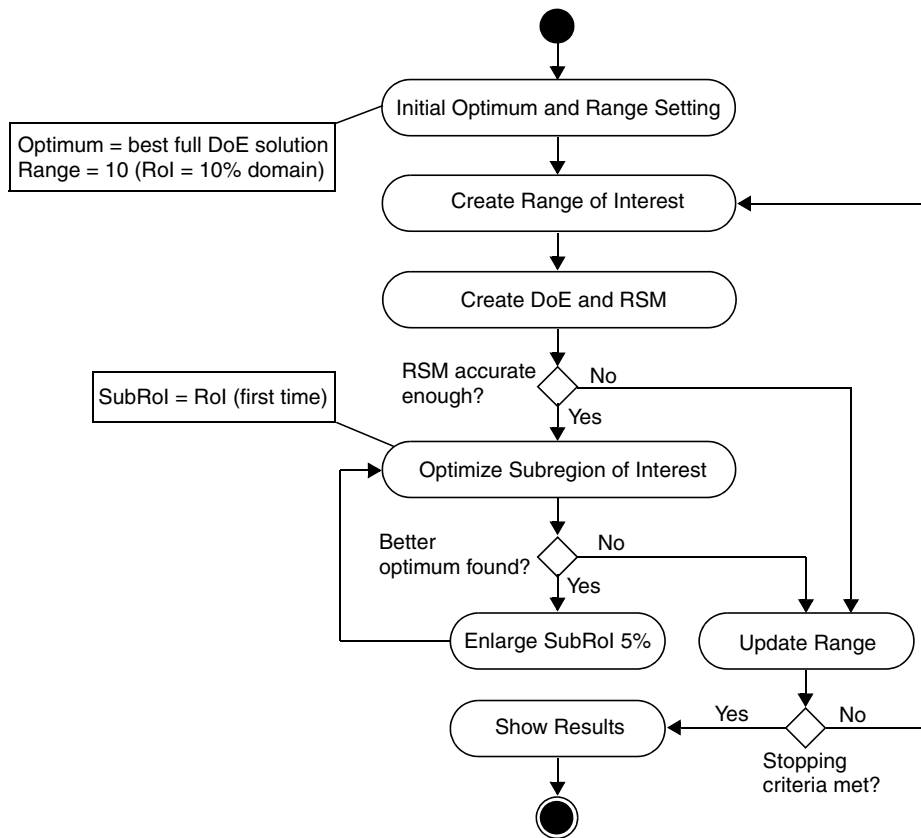 Initial Optimum and Range Setting
Optimum = best full DoE solution
Range = 10 (RoI = 10% domain)
Create Range of Interest
Create DoE and RSM
RSM accurate
enough?
No
Yes
SubRoI = RoI (first time)
Optimize Subregion of Interest
Better
optimum found?
No
Yes
Enlarge SubRoI 5%
Update Range
Show Results
Yes
No
Stopping
criteria met?